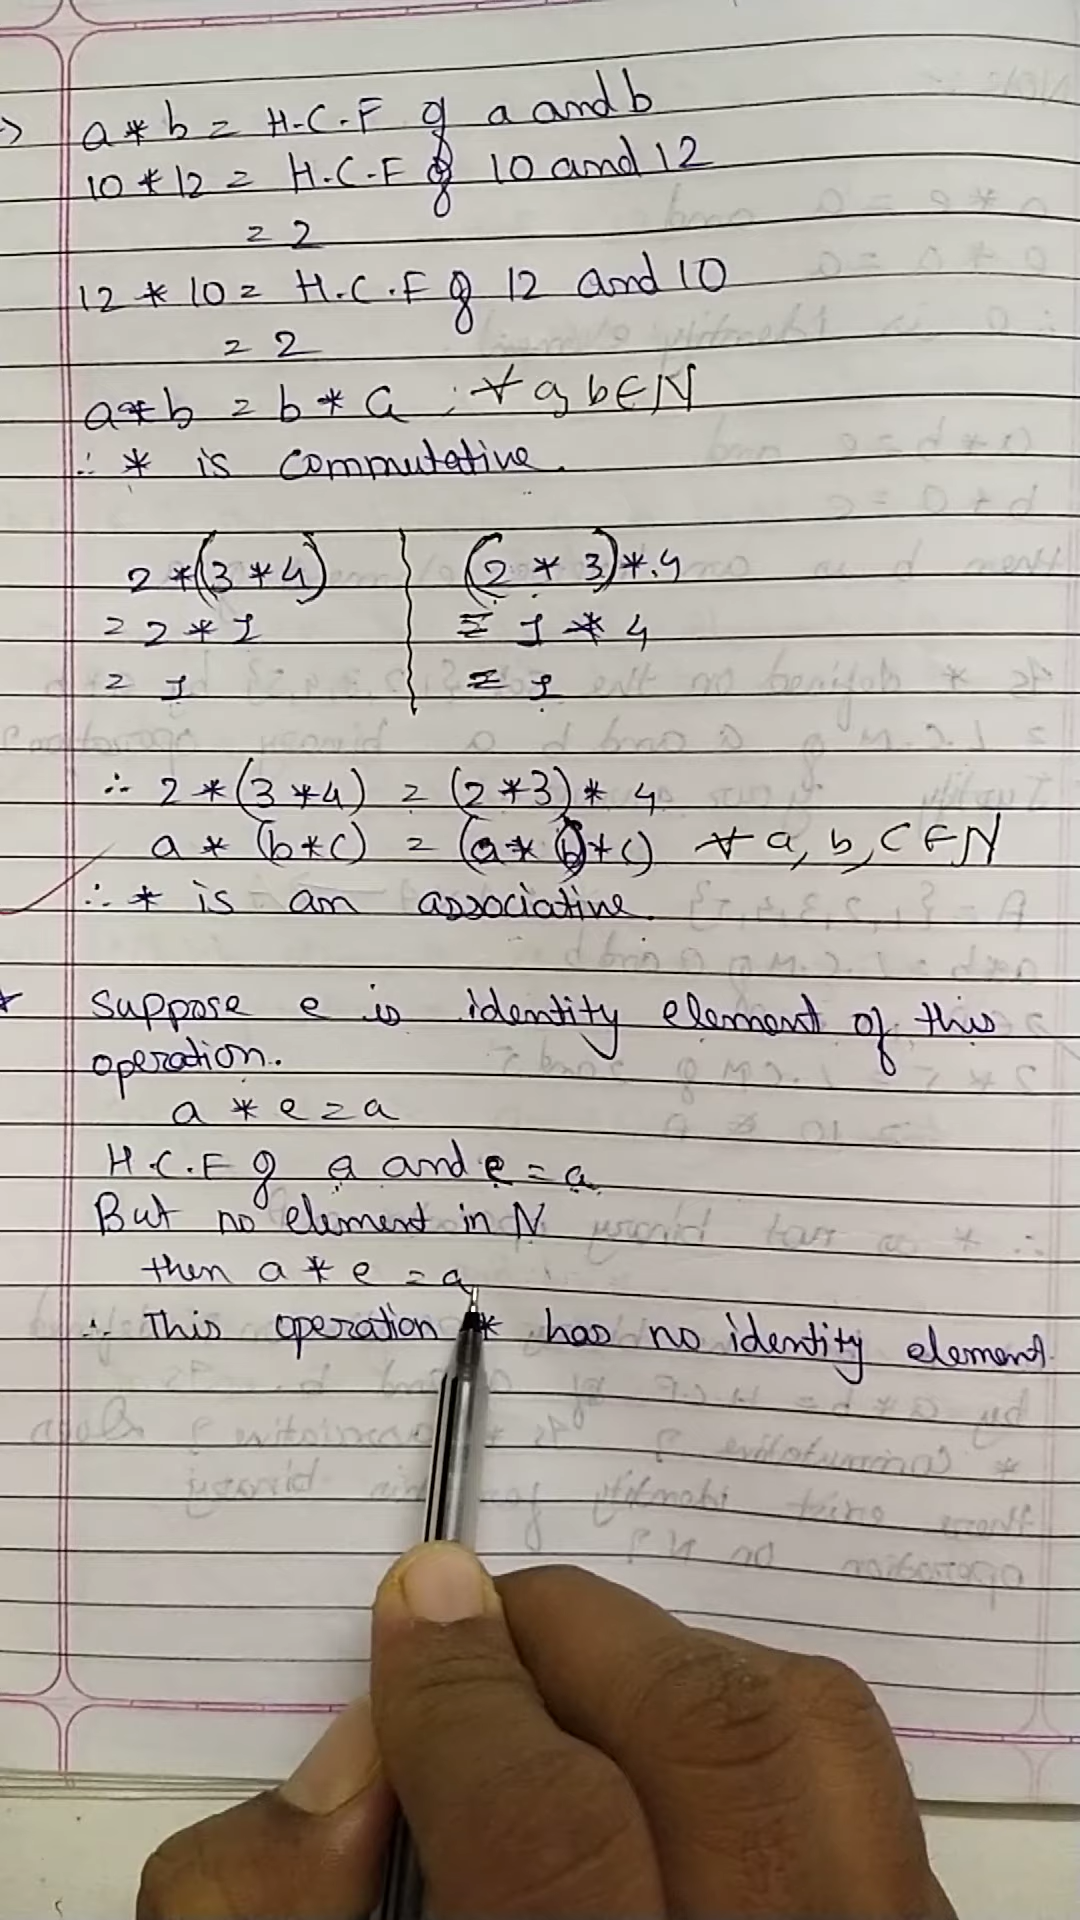 a * b = H.C.F of a and b
10 * 12 = H.C.F of 10 and 12
= 2
12 * 10 = H.C.F of 12 and 10
= 2
a * b = b * a ; ∀ a, b ∈ N
∴ * is commutative.
2 * (3 * 4) (2 * 3) * 4
= 2 * 1 = 1 * 4
= 1 = 1
∴ 2 * (3 * 4) = (2 * 3) * 4
a * (b * c) = (a * b) * c) ∀ a, b, c ∈ N
∴ * is an associative.
Suppose e is identity element of this
operation.
a * e = a
H.C.F of a and e = a
But no element in N
then a * e = a
∴ This operation * has no identity element